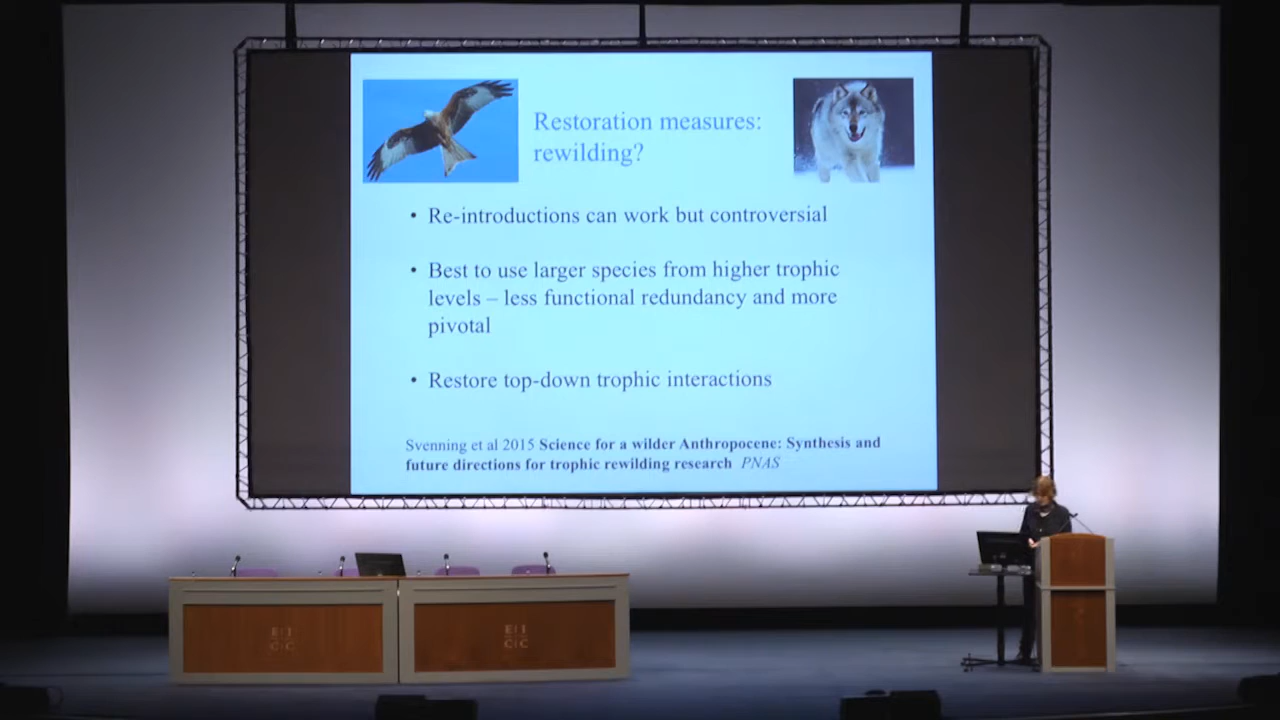 Restoration measures:
rewilding?
• Re-introductions can work but controversial
• Best to use larger species from higher trophic
levels – less functional redundancy and more
pivotal
• Restore top-down trophic interactions
Svenning et al 2015 Science for a wilder Anthropocene: Synthesis and
future directions for trophic rewilding research PNAS
E|I
C|C
E|I
C|C